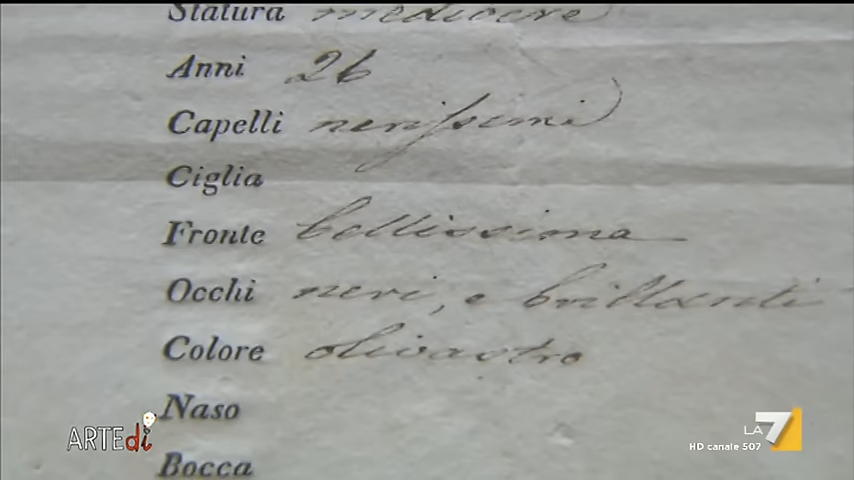 Statura mediocre
Anni 26
Capelli nerissimi
Ciglia
Fronte bellissima
Occhi neri, e brillanti
Colore olivastro
Naso
Bocca
ARTEdì
LA7
HD canale 507